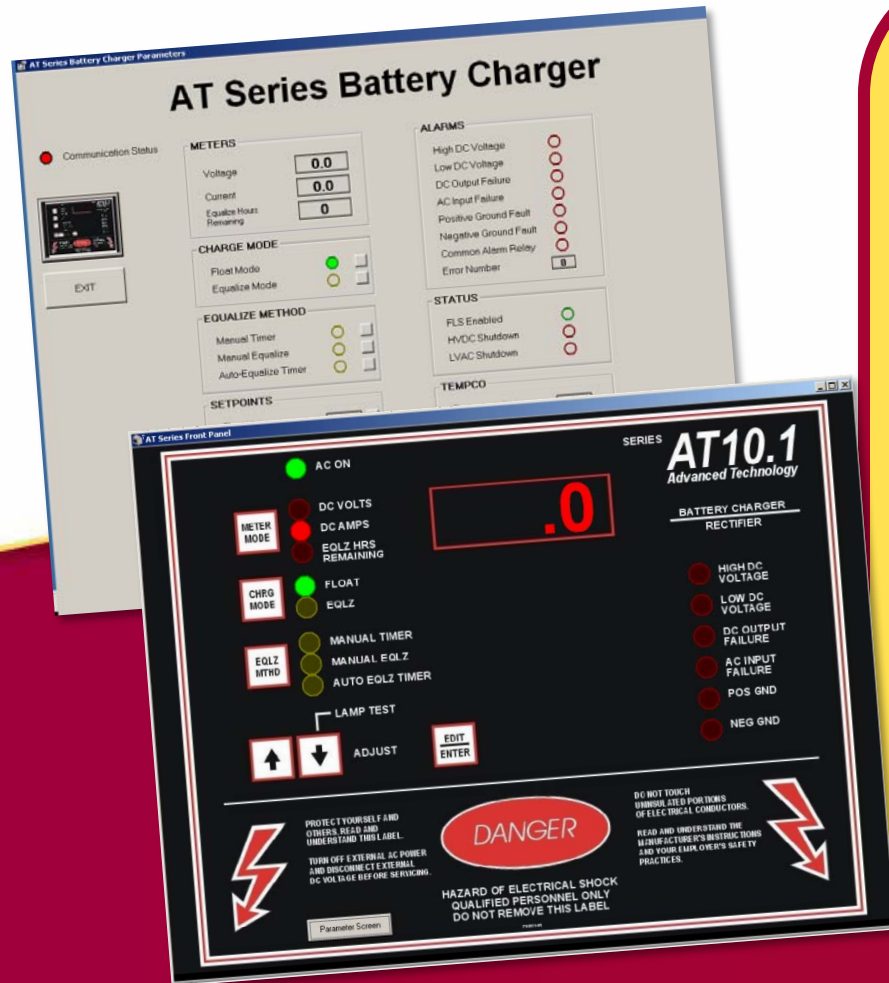 AT Series Battery Charger Parameters
AT Series Battery Charger
Communication Status
EXIT
METERS
Voltage 0.0
Current 0.0
Equalize Hours
Remaining 0
CHARGE MODE
Float Mode
Equalize Mode
EQUALIZE METHOD
Manual Timer
Manual Equalize
Auto-Equalize Timer
SETPOINTS
ALARMS
High DC Voltage
Low DC Voltage
DC Output Failure
AC Input Failure
Positive Ground Fault
Negative Ground Fault
Common Alarm Relay
Error Number 0
STATUS
FLS Enabled
HVDC Shutdown
LVAC Shutdown
TEMPCO
AT Series Front Panel
AC ON
METER
MODE
DC VOLTS
DC AMPS
EQLZ HRS
REMAINING
CHRG
MODE
FLOAT
EQLZ
EQLZ
MTHD
MANUAL TIMER
MANUAL EQLZ
AUTO EQLZ TIMER
LAMP TEST
ADJUST
EDIT
ENTER
.0
SERIES AT10.1
Advanced Technology
BATTERY CHARGER
RECTIFIER
HIGH DC
VOLTAGE
LOW DC
VOLTAGE
DC OUTPUT
FAILURE
AC INPUT
FAILURE
POS GND
NEG GND
PROTECT YOURSELF AND
OTHERS. READ AND
UNDERSTAND THIS LABEL.
TURN OFF EXTERNAL AC POWER
AND DISCONNECT EXTERNAL
DC VOLTAGE BEFORE SERVICING.
DANGER
HAZARD OF ELECTRICAL SHOCK
QUALIFIED PERSONNEL ONLY
DO NOT REMOVE THIS LABEL
DO NOT TOUCH
UNINSULATED PORTIONS
OF ELECTRICAL CONDUCTORS.
READ AND UNDERSTAND THE
MANUFACTURER'S INSTRUCTIONS
AND YOUR EMPLOYER'S SAFETY
PRACTICES.
Parameter Screen